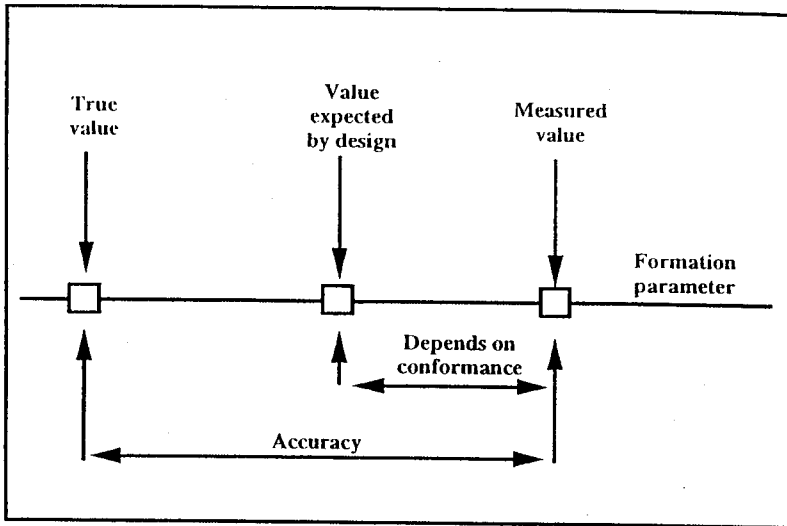 True
value
Value
expected
by design
Measured
value
Formation
parameter
Depends on
conformance
Accuracy